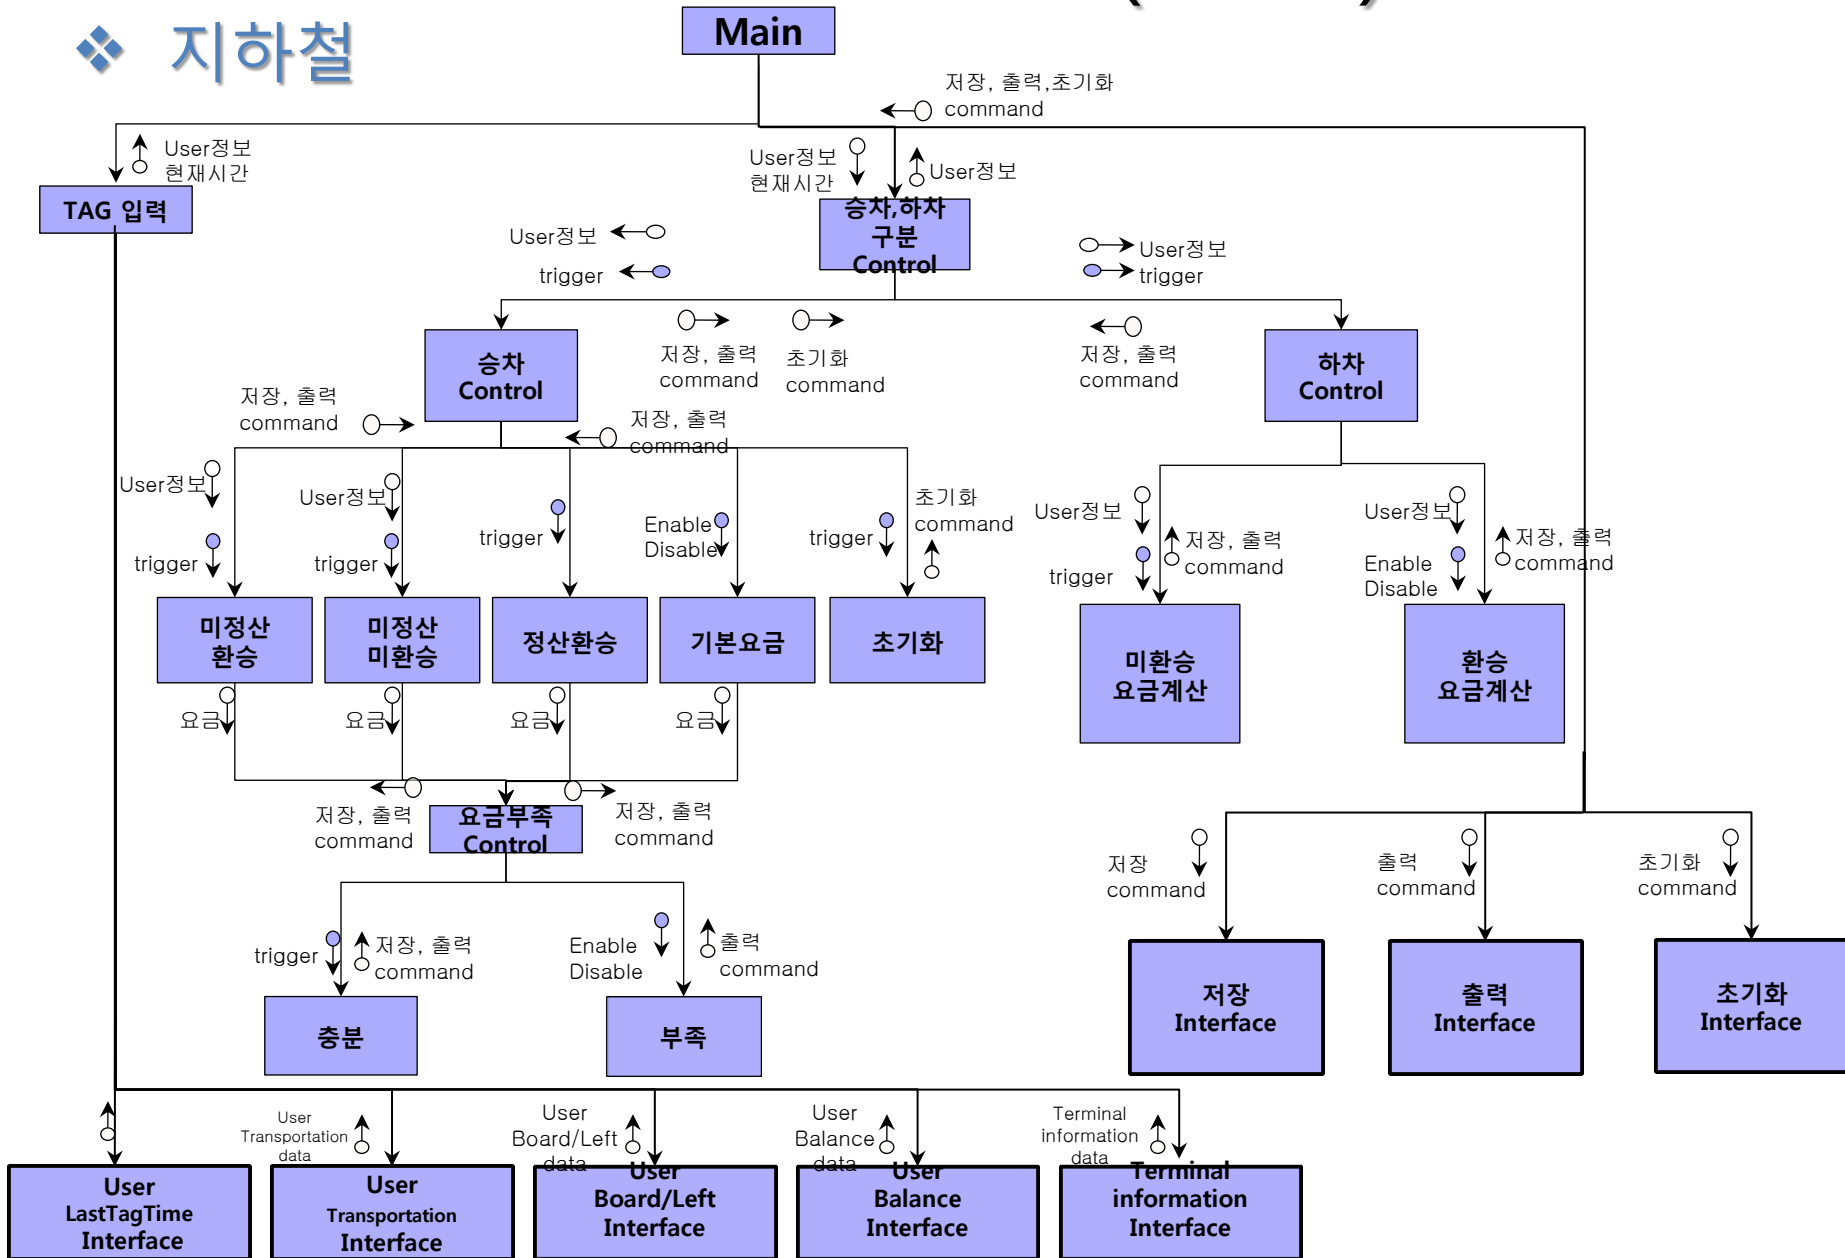 ❖ 지하철
Main
저장, 출력,초기화
command
User정보
현재시간
User정보
현재시간
User정보
TAG 입력
승차,하차
구분
Control
User정보
trigger
User정보
trigger
저장, 출력
command
초기화
command
저장, 출력
command
승차
Control
하차
Control
저장, 출력
command
저장, 출력
command
User정보
trigger
User정보
trigger
trigger
Enable
Disable
trigger
초기화
command
User정보
trigger
저장, 출력
command
User정보
Enable
Disable
저장, 출력
command
미정산
환승
미정산
미환승
정산환승
기본요금
초기화
미환승
요금계산
환승
요금계산
요금
요금
요금
요금
저장, 출력
command
요금부족
Control
저장, 출력
command
저장
command
출력
command
초기화
command
trigger
저장, 출력
command
Enable
Disable
출력
command
충분
부족
저장
Interface
출력
Interface
초기화
Interface
User
Transportation
data
User
Board/Left
data
User
Balance
data
Terminal
information
data
User
LastTagTime
Interface
User
Transportation
Interface
User
Board/Left
Interface
User
Balance
Interface
Terminal
information
Interface